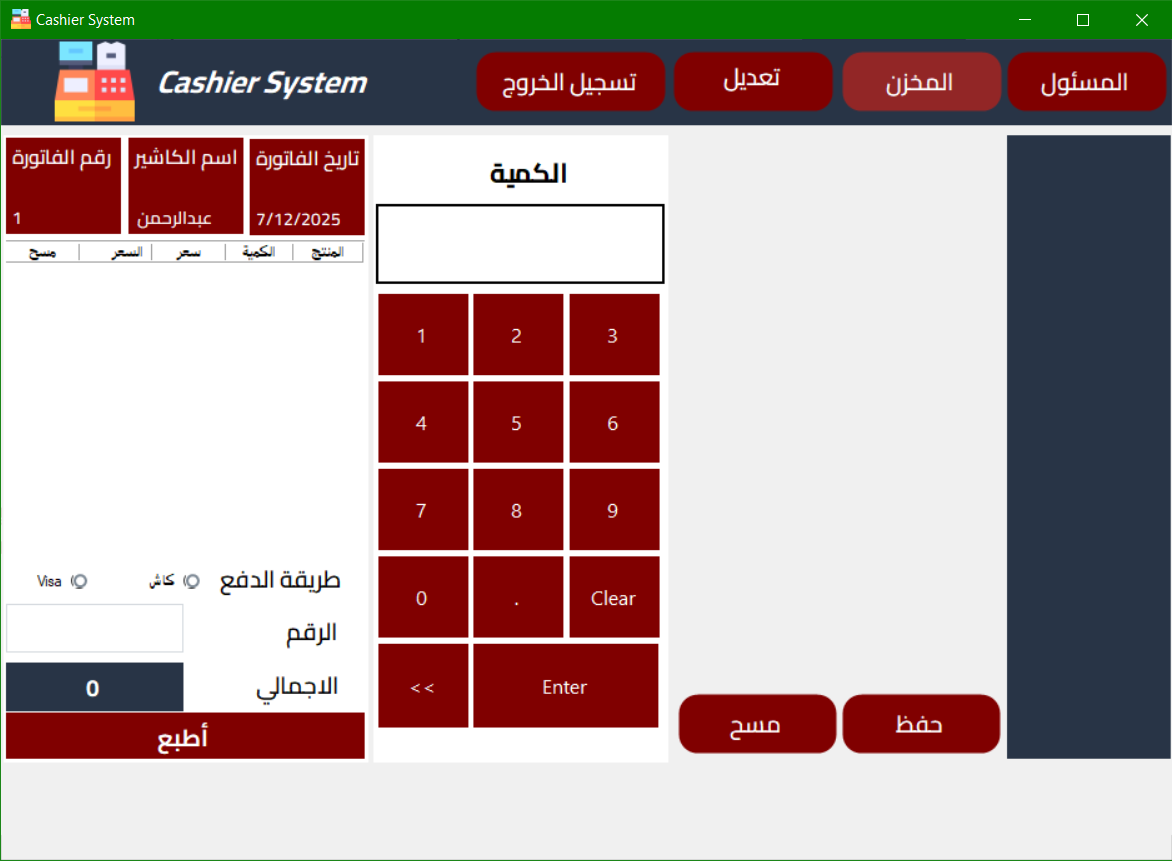 Cashier System
Cashier System
تسجيل الخروج
تعديل
المخزن
المسئول
رقم الفاتورة
1
اسم الكاشير
عبدالرحمن
تاريخ الفاتورة
7/12/2025
المنتج
الكمية
سعر
السعر
مسح
طريقة الدفع
كاش
Visa
الرقم
الاجمالي
0
أطبع
الكمية
1 2 3
4 5 6
7 8 9
0 . Clear
<< Enter
مسح
حفظ